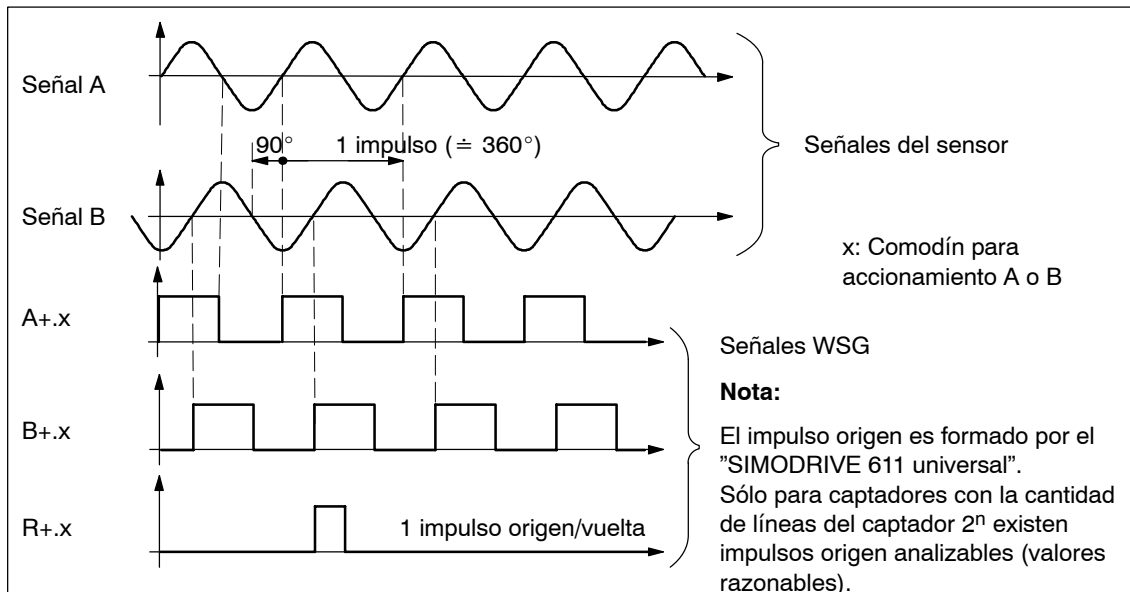 Señal A
90°
1 impulso (≐ 360°)
Señales del sensor
Señal B
x: Comodín para
accionamiento A o B
A+.x
Señales WSG
Nota:
B+.x
El impulso origen es formado por el
”SIMODRIVE 611 universal”.
Sólo para captadores con la cantidad
de líneas del captador 2ⁿ existen
impulsos origen analizables (valores
razonables).
R+.x
1 impulso origen/vuelta